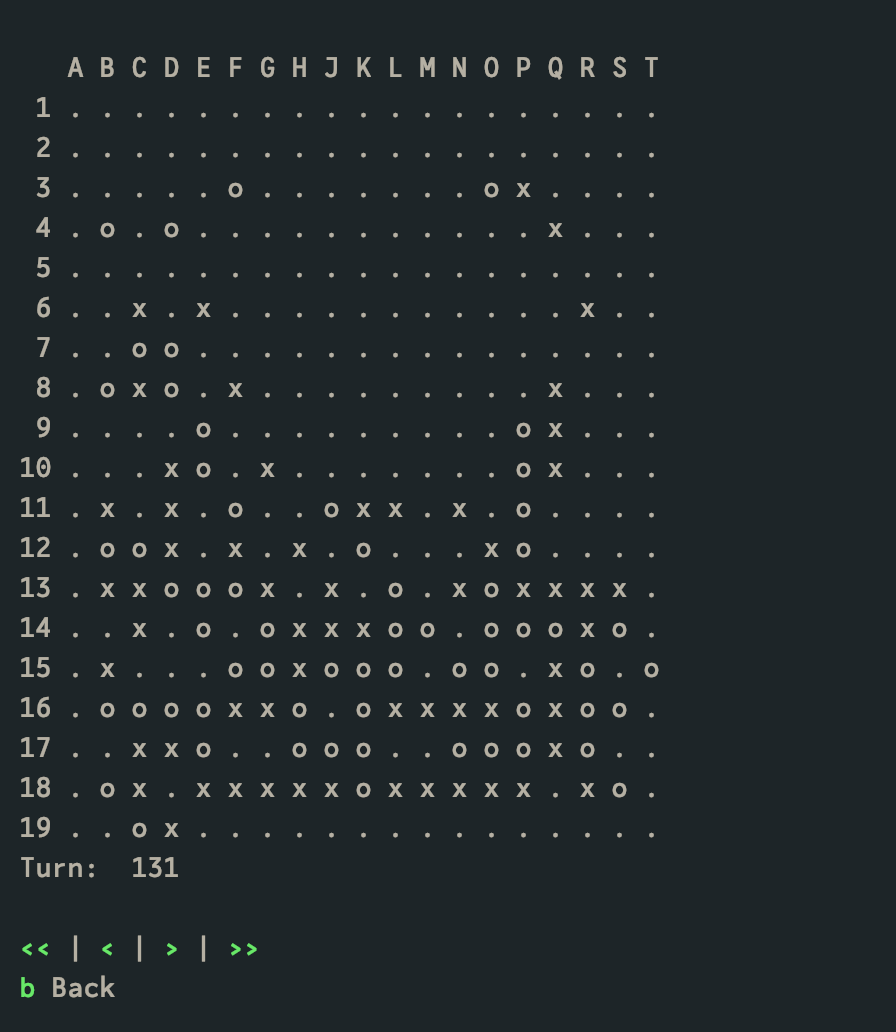 A B C D E F G H J K L M N O P Q R S T
1 . . . . . . . . . . . . . . . . . . .
2 . . . . . . . . . . . . . . . . . . .
3 . . . . . o . . . . . . . o x . . . .
4 . o . o . . . . . . . . . . . x . . .
5 . . . . . . . . . . . . . . . . . . .
6 . . x . x . . . . . . . . . . . x . .
7 . . o o . . . . . . . . . . . . . . .
8 . o x o . x . . . . . . . . . x . . .
9 . . . . o . . . . . . . . . o x . . .
10 . . . x o . x . . . . . . . o x . . .
11 . x . x . o . . o x x . x . o . . . .
12 . o o x . x . x . o . . . x o . . . .
13 . x x o o o x . x . o . x o x x x x .
14 . . x . o . o x x x o o . o o o x o .
15 . x . . . o o x o o o . o o . x o . o
16 . o o o o x x o . o x x x x o x o o .
17 . . x x o . . o o o . . o o o x o . .
18 . o x . x x x x x o x x x x x . x o .
19 . . o x . . . . . . . . . . . . . . .
Turn: 131
<< | < | > | >>
b Back